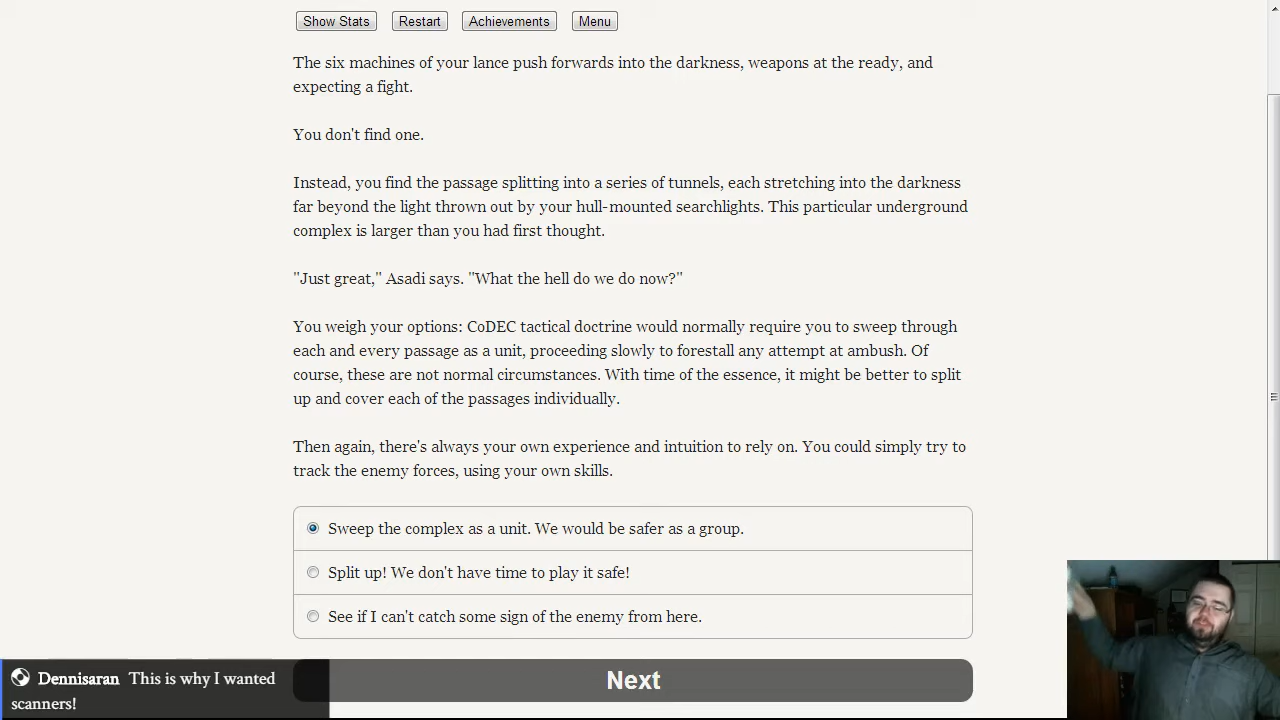 Show Stats Restart Achievements Menu
The six machines of your lance push forwards into the darkness, weapons at the ready, and
expecting a fight.
You don't find one.
Instead, you find the passage splitting into a series of tunnels, each stretching into the darkness
far beyond the light thrown out by your hull-mounted searchlights. This particular underground
complex is larger than you had first thought.
"Just great," Asadi says. "What the hell do we do now?"
You weigh your options: CoDEC tactical doctrine would normally require you to sweep through
each and every passage as a unit, proceeding slowly to forestall any attempt at ambush. Of
course, these are not normal circumstances. With time of the essence, it might be better to split
up and cover each of the passages individually.
Then again, there's always your own experience and intuition to rely on. You could simply try to
track the enemy forces, using your own skills.
Sweep the complex as a unit. We would be safer as a group.
Split up! We don't have time to play it safe!
See if I can't catch some sign of the enemy from here.
Next
Dennisaran This is why I wanted
scanners!